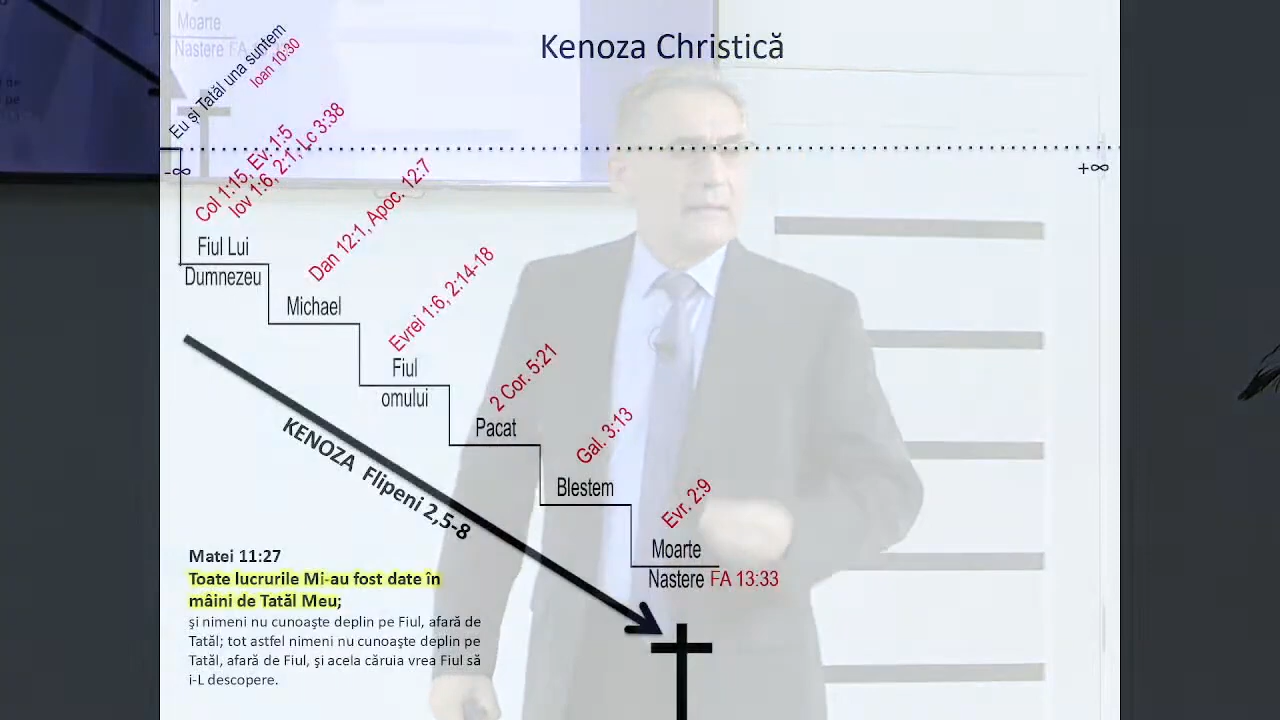 Moarte
Nastere FA
Kenoza Christică
Eu și Tatăl una suntem
Ioan 10:30
-∞
+∞
Col 1:15, Ev. 1:5
Iov 1:6, 2:1, Lc 3:38
Fiul Lui
Dumnezeu
Dan 12:1, Apoc. 12:7
Michael
Evrei 1:6, 2:14-18
Fiul
omului
2 Cor. 5:21
Pacat
Gal. 3:13
Blestem
Evr. 2:9
Moarte
Nastere FA 13:33
KENOZA Flipeni 2,5-8
Matei 11:27
Toate lucrurile Mi-au fost date în
mâini de Tatăl Meu;
şi nimeni nu cunoaşte deplin pe Fiul, afară de
Tatăl; tot astfel nimeni nu cunoaşte deplin pe
Tatăl, afară de Fiul, şi acela căruia vrea Fiul să
i-L descopere.